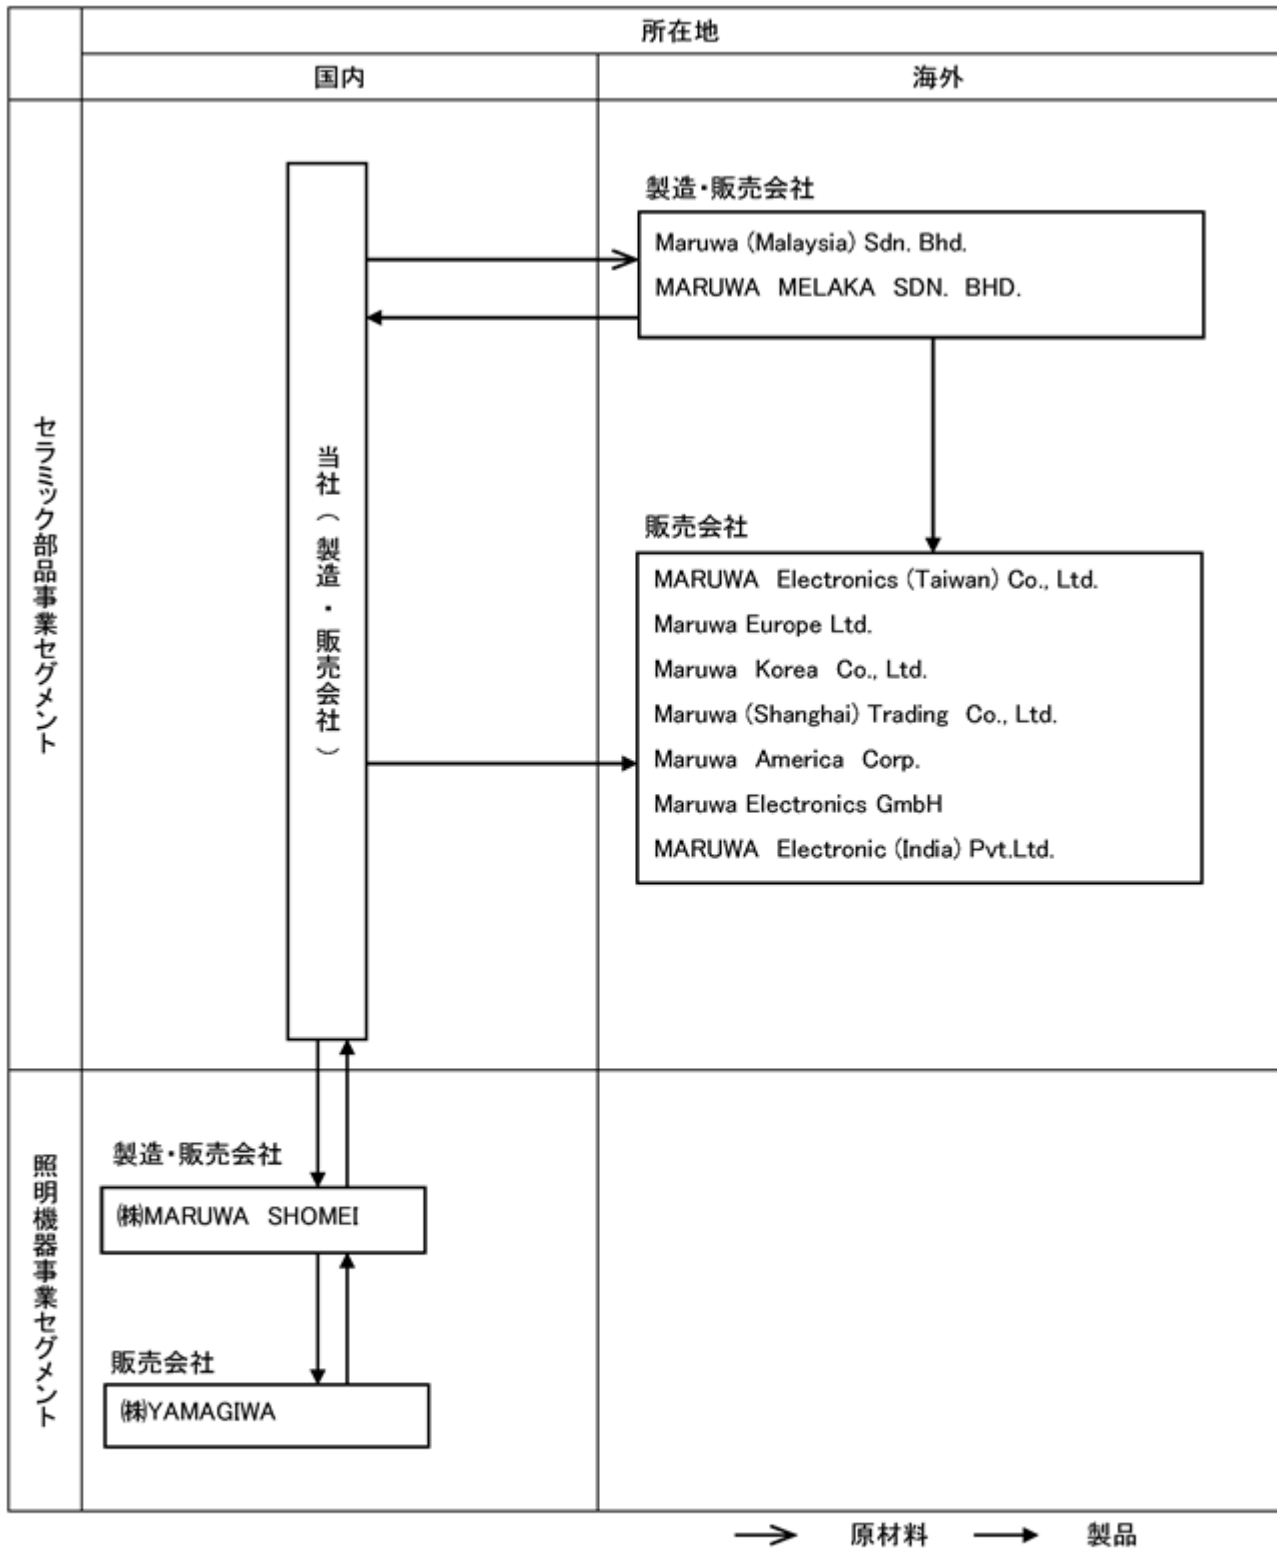 所在地
国内
海外
セラミック部品事業セグメント
当社(製造・販売会社)
製造・販売会社
Maruwa (Malaysia) Sdn. Bhd.
MARUWA MELAKA SDN. BHD.
販売会社
MARUWA Electronics (Taiwan) Co., Ltd.
Maruwa Europe Ltd.
Maruwa Korea Co., Ltd.
Maruwa (Shanghai) Trading Co., Ltd.
Maruwa America Corp.
Maruwa Electronics GmbH
MARUWA Electronic (India) Pvt.Ltd.
照明機器事業セグメント
製造・販売会社
㈱MARUWA SHOMEI
販売会社
㈱YAMAGIWA
原材料 製品